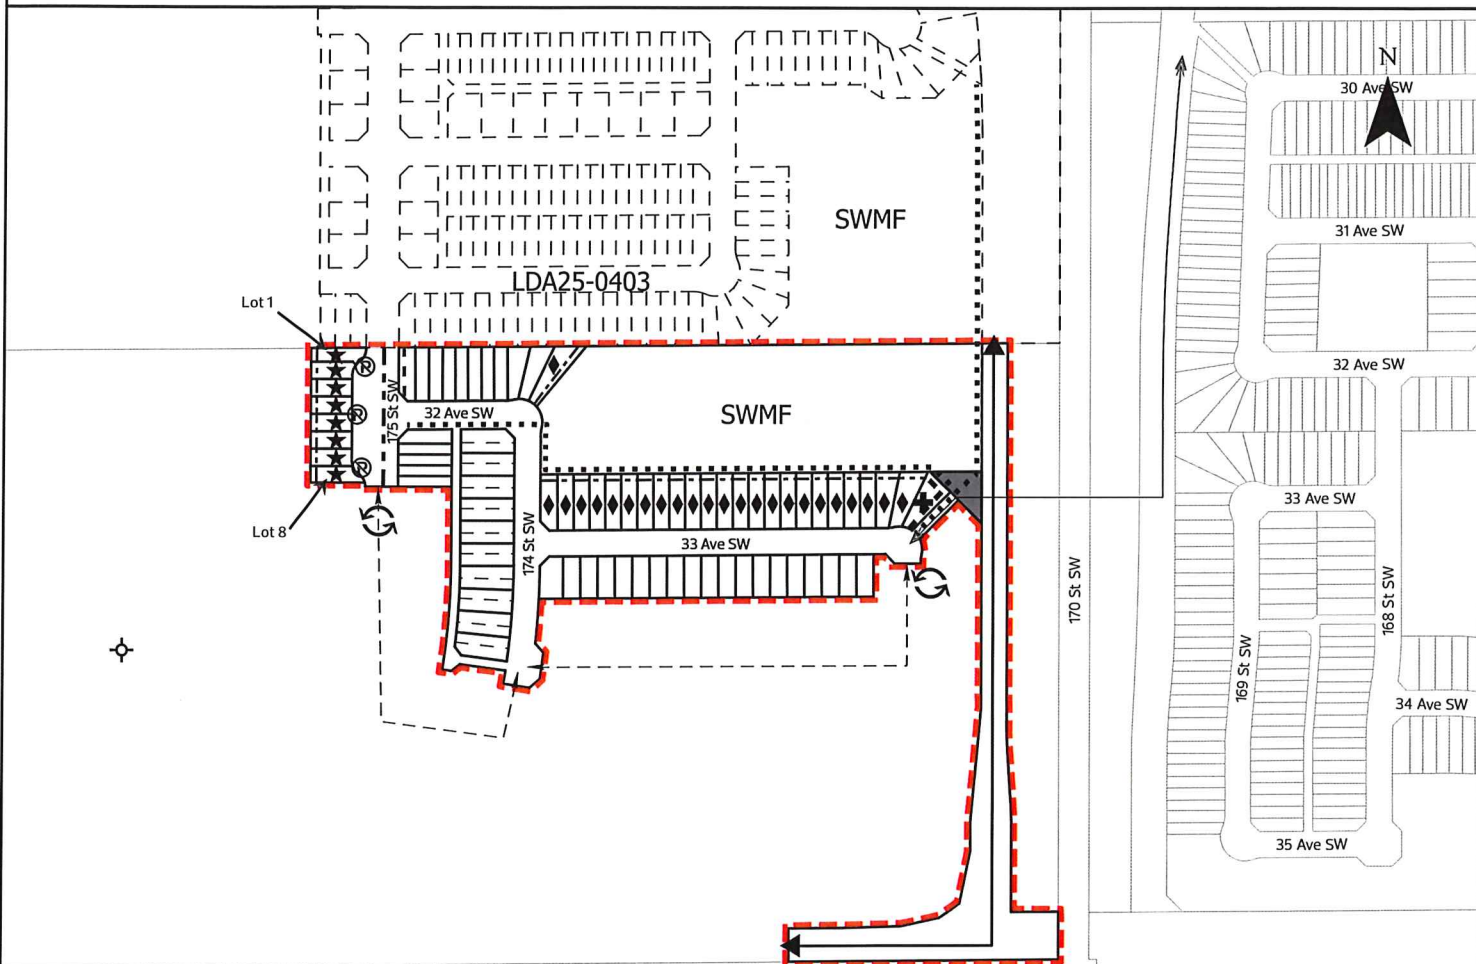 N
30 Ave SW
SWMF
31 Ave SW
LDA25-0403
Lot 1
32 Ave SW
175 St SW
32 Ave SW
SWMF
R
R
R
33 Ave SW
Lot 8
174 St SW
33 Ave SW
170 St SW
168 St SW
169 St SW
34 Ave SW
35 Ave SW